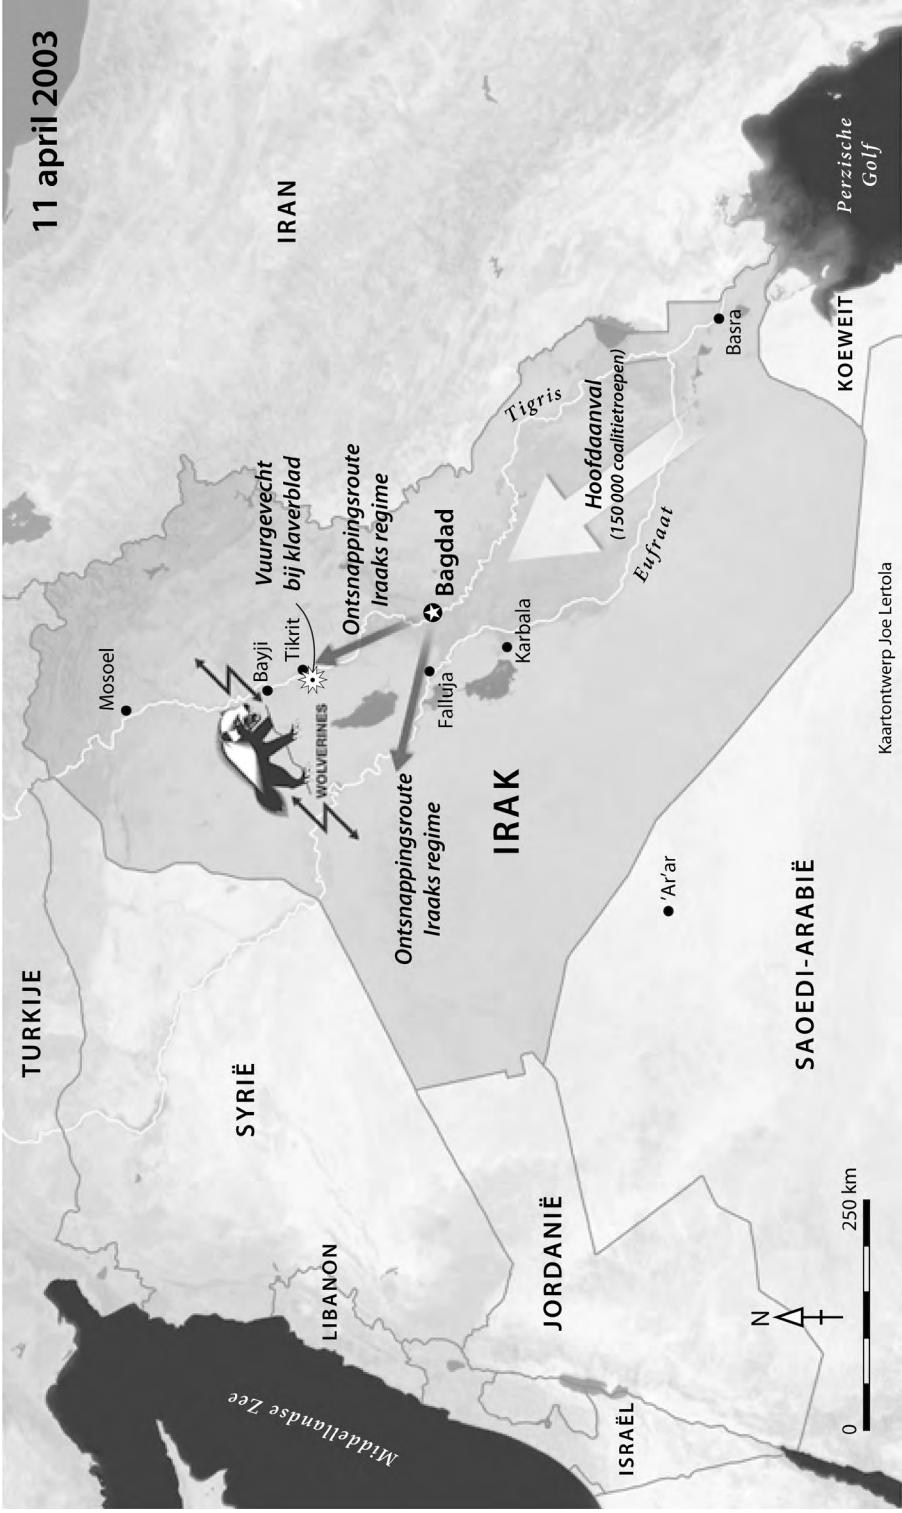 11 april 2003
TURKIJE
IRAN
SYRIË
LIBANON
Middellandse Zee
ISRAËL
JORDANIË
IRAK
SAOEDI-ARABIË
KOEWEIT
Perzische
Golf
Mosoel
Bayji
Tikrit
Vuurgevecht
bij klaverblad
WOLVERINES
Ontsnappingsroute
Iraaks regime
Ontsnappingsroute
Iraaks regime
Bagdad
Falluja
Karbala
Tigris
Eufraat
Hoofdaanval
(150 000 coalitietroepen)
Basra
'Ar'ar
N
0
250 km
Kaartontwerp Joe Lertola